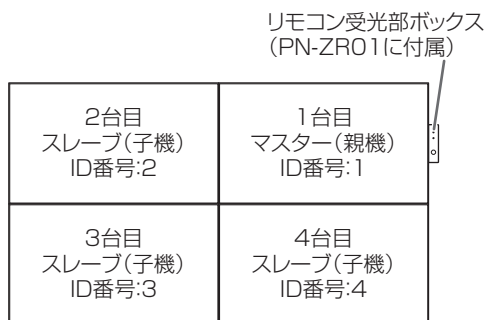 リモコン受光部ボックス
（PN-ZR01に付属）
2台目
スレーブ（子機）
ID番号:2
1台目
マスター（親機）
ID番号:1
3台目
スレーブ（子機）
ID番号:3
4台目
スレーブ（子機）
ID番号:4